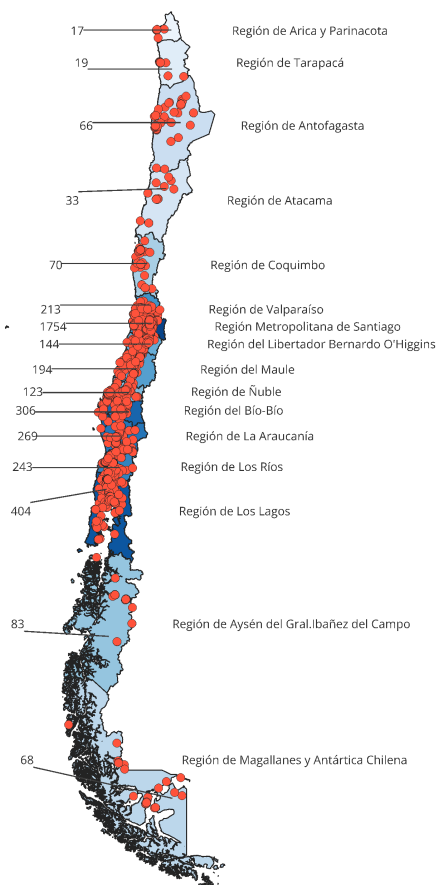 17 Región de Arica y Parinacota
19 Región de Tarapacá
66 Región de Antofagasta
33 Región de Atacama
70 Región de Coquimbo
213 Región de Valparaíso
1754 Región Metropolitana de Santiago
144 Región del Libertador Bernardo O'Higgins
194 Región del Maule
123 Región de Ñuble
306 Región del Bío-Bío
269 Región de La Araucanía
243 Región de Los Ríos
404 Región de Los Lagos
83 Región de Aysén del Gral.Ibañez del Campo
68 Región de Magallanes y Antártica Chilena